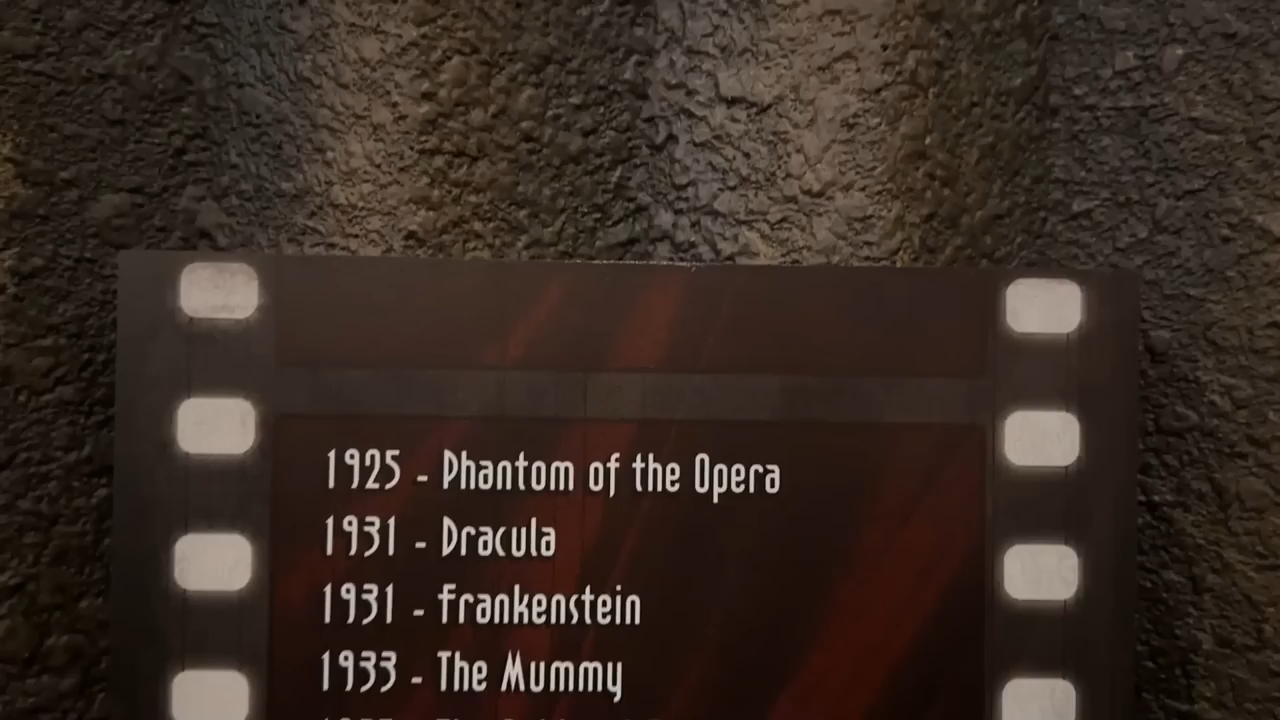 1925 - Phantom of the Opera
1931 - Dracula
1931 - Frankenstein
1933 - The Mummy